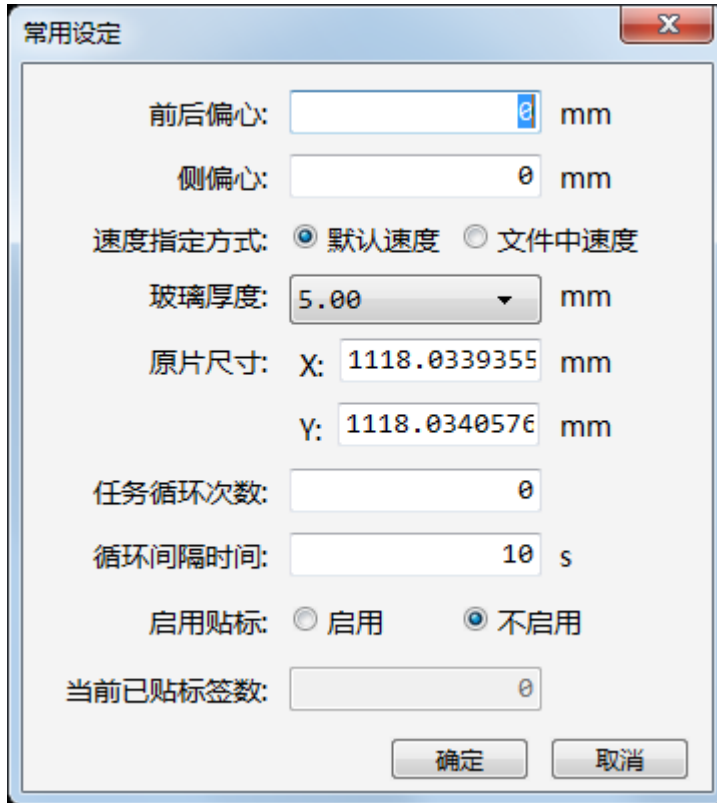 常用设定
前后偏心: 0 mm
侧偏心: 0 mm
速度指定方式: 默认速度 文件中速度
玻璃厚度: 5.00 mm
原片尺寸: X: 1118.0339355 mm
Y: 1118.0340576 mm
任务循环次数: 0
循环间隔时间: 10 s
启用贴标: 启用 不启用
当前已贴标签数: 0
确定 取消